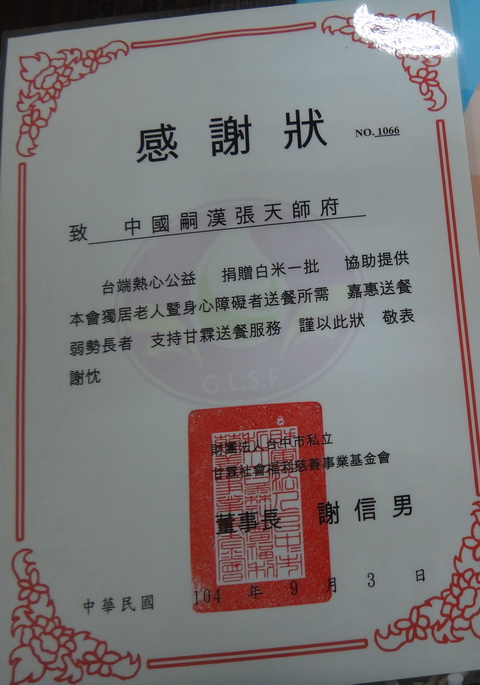 感謝狀
NO. 1066
致 中國嗣漢張天師府
台端熱心公益 捐贈白米一批 協助提供
本會獨居老人暨身心障礙者送餐所需 嘉惠送餐
弱勢長者 支持甘霖送餐服務 謹以此狀 敬表
謝忱
G.L.S.F.
財團法人台中市私立
甘霖社會福利慈善事業基金會
董事長 謝信男
中華民國 104 年 9 月 3 日